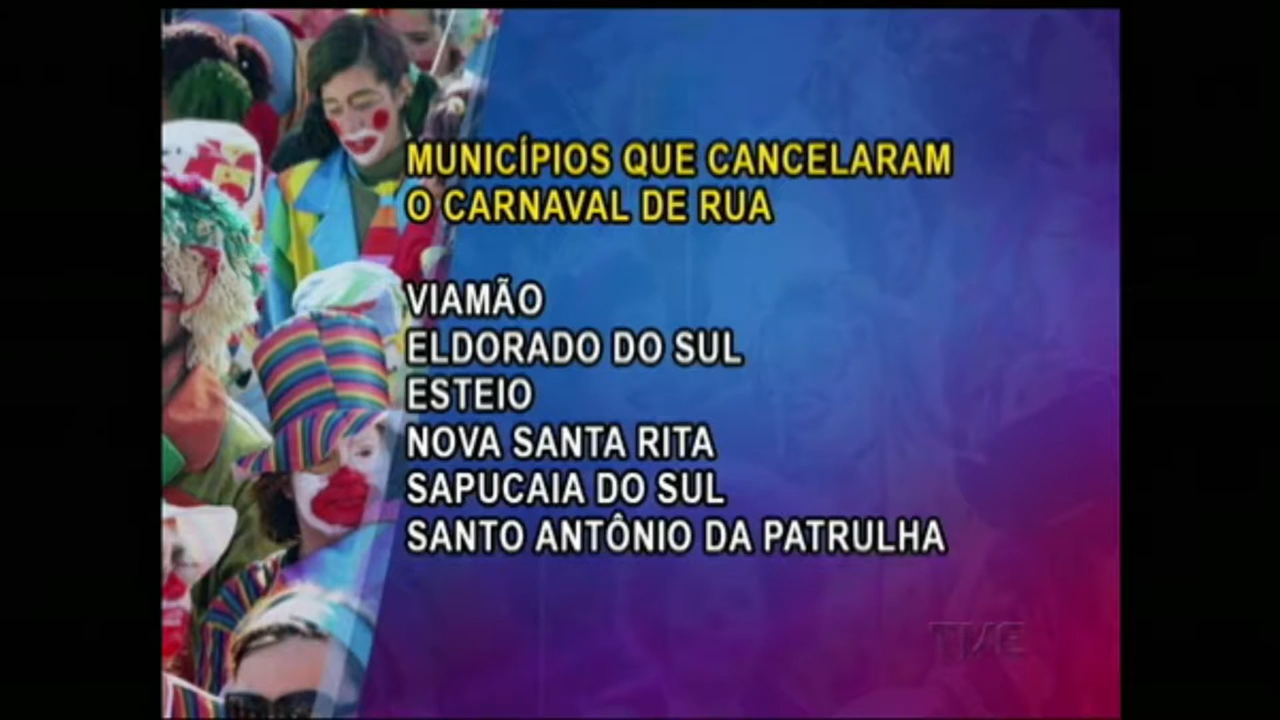 MUNICÍPIOS QUE CANCELARAM
O CARNAVAL DE RUA
VIAMÃO
ELDORADO DO SUL
ESTEIO
NOVA SANTA RITA
SAPUCAIA DO SUL
SANTO ANTÔNIO DA PATRULHA
TVE